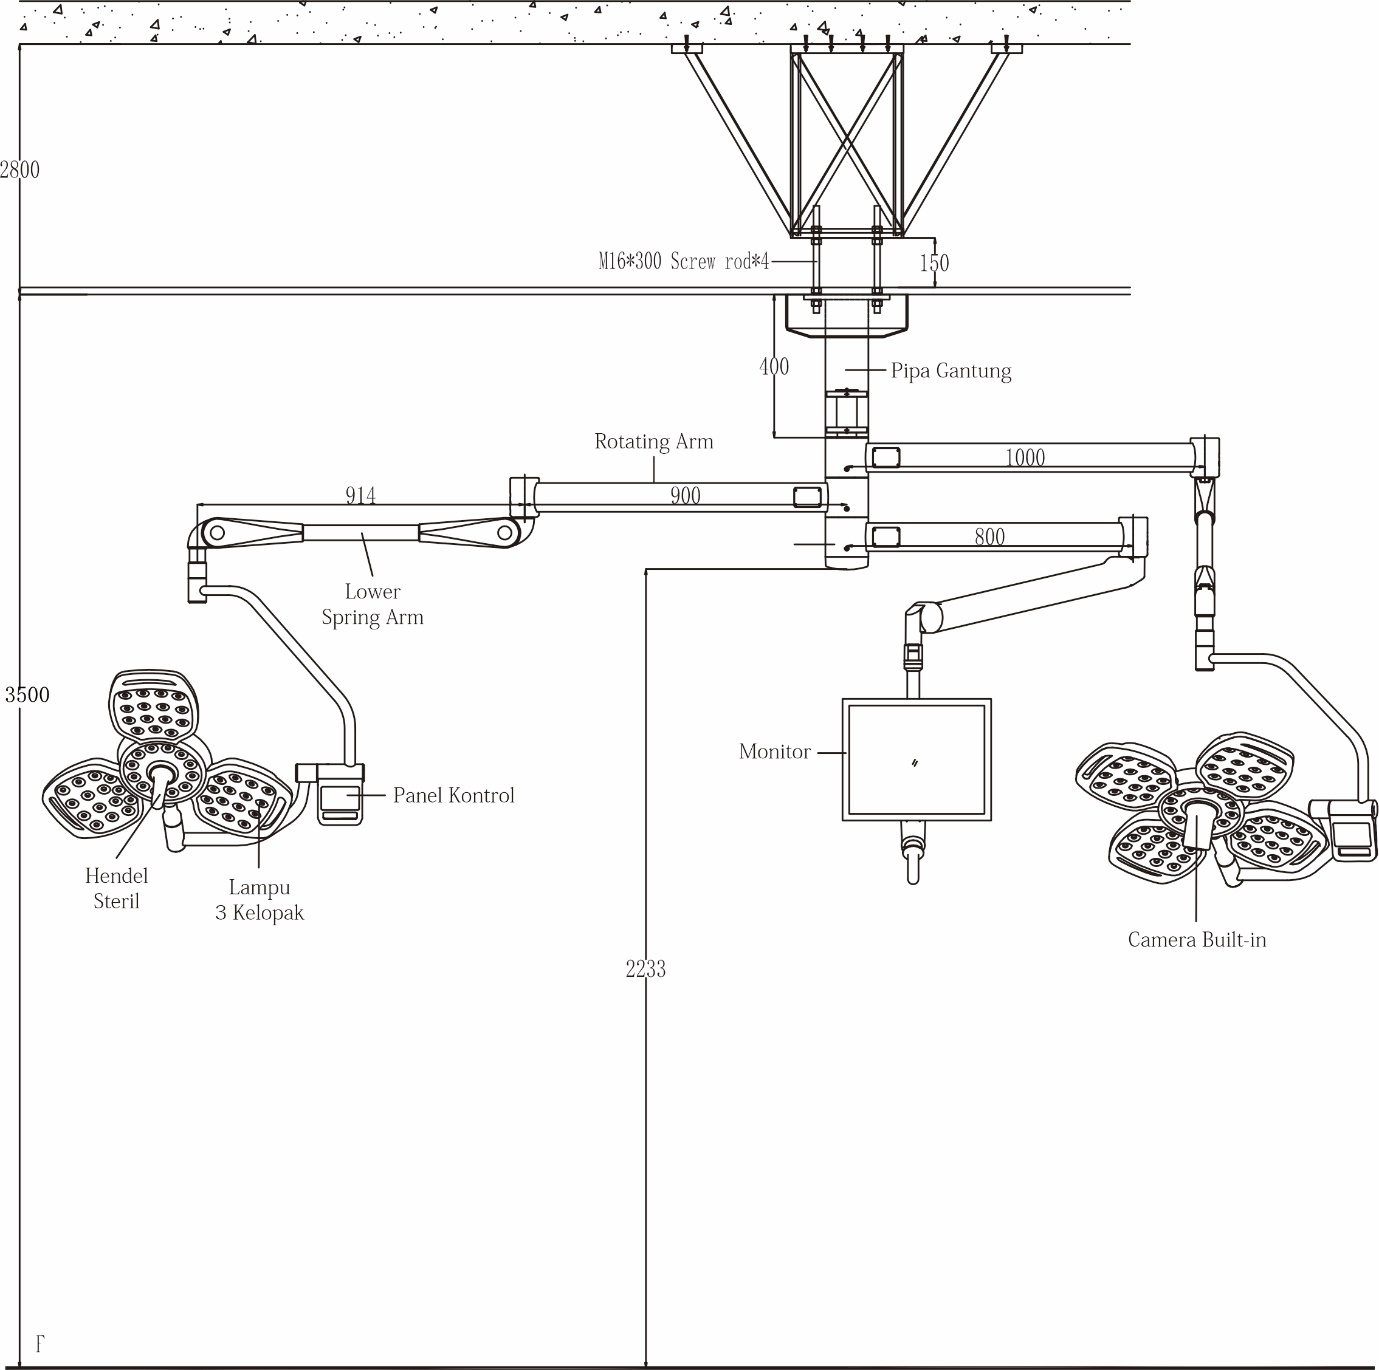 2800
M16*300 Screw rod*4
150
400
Pipa Gantung
Rotating Arm
1000
914
900
800
Lower
Spring Arm
3500
Monitor
Panel Kontrol
Hendel
Steril
Lampu
3 Kelopak
Camera Built-in
2233
F